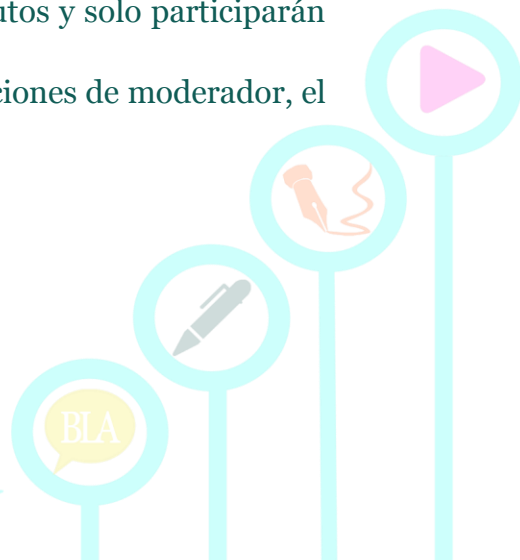 utos y solo participarán
ciones de moderador, el
BLA